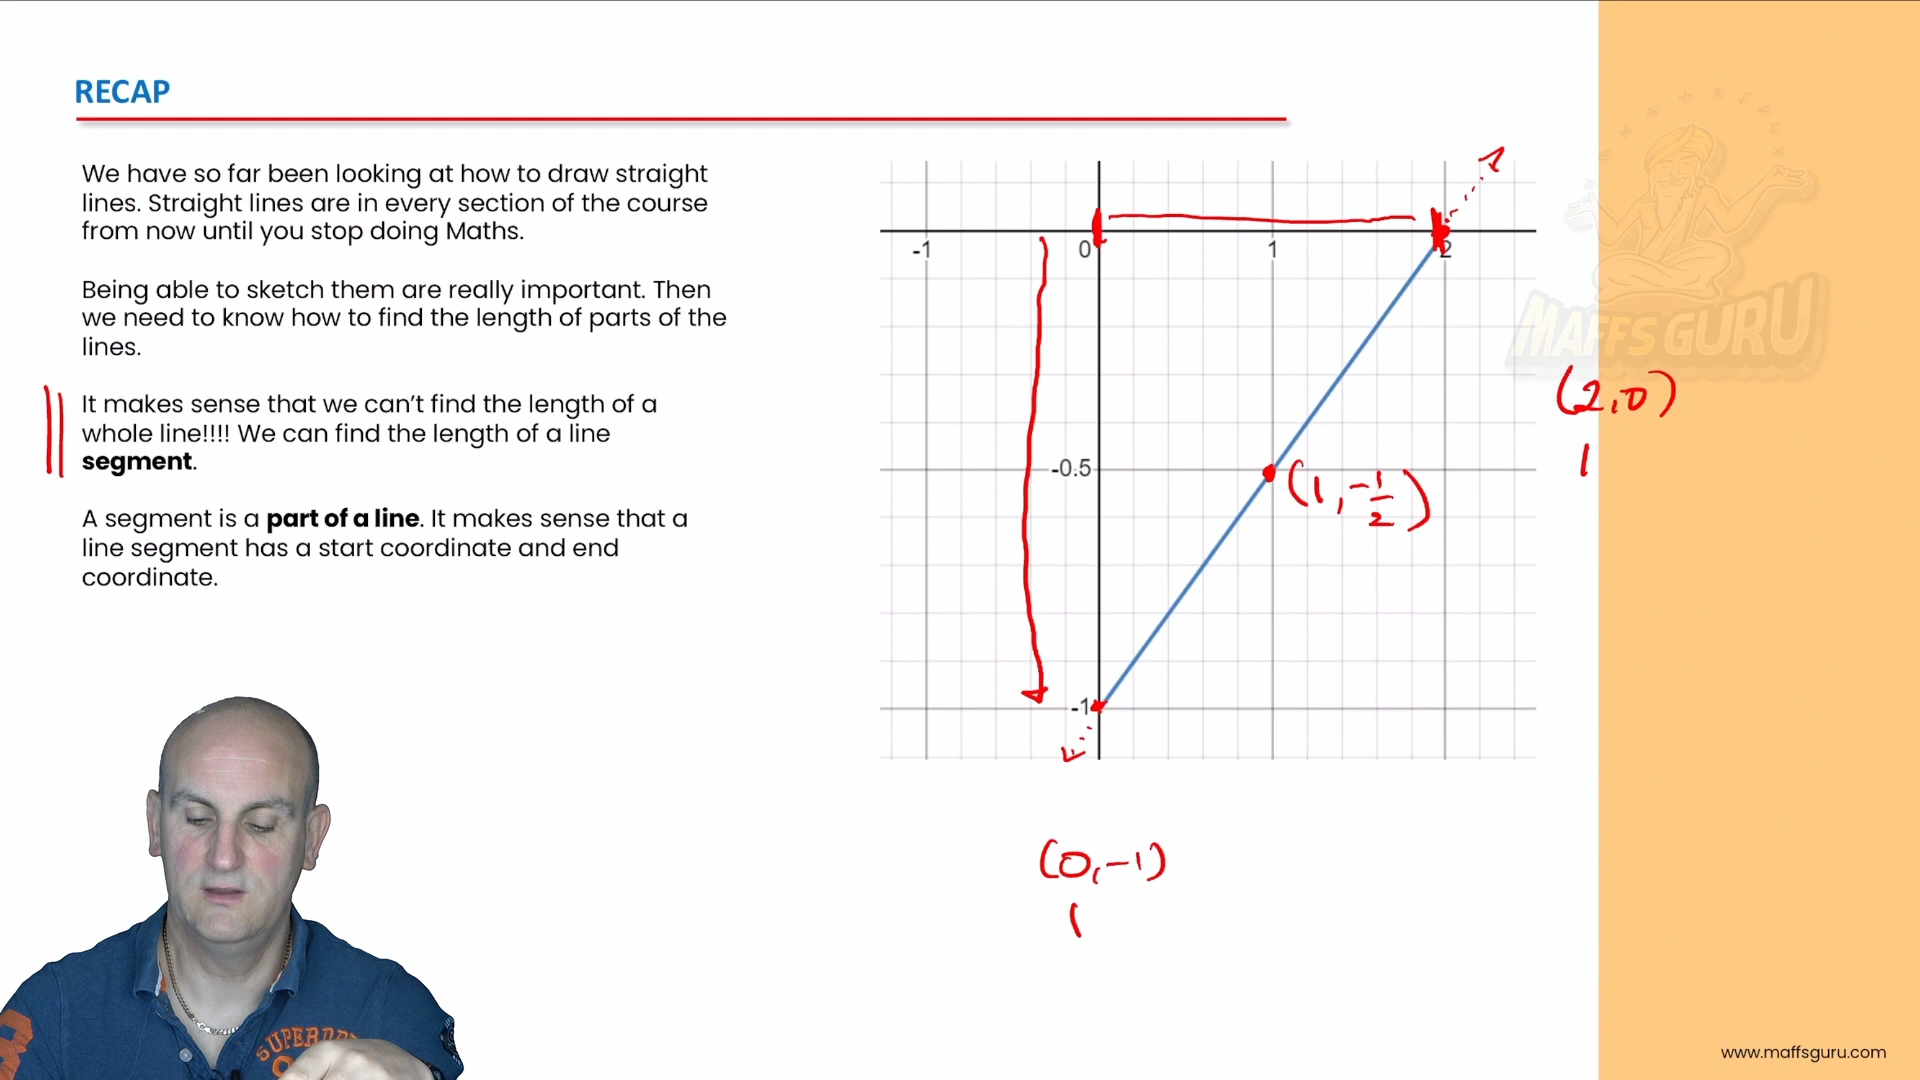 RECAP
We have so far been looking at how to draw straight
lines. Straight lines are in every section of the course
from now until you stop doing Maths.
Being able to sketch them are really important. Then
we need to know how to find the length of parts of the
lines.
It makes sense that we can’t find the length of a
whole line!!!! We can find the length of a line
segment.
A segment is a part of a line. It makes sense that a
line segment has a start coordinate and end
coordinate.
-1 0 1 2
-0.5
-1
(1, -1/2)
(2,0)
(0,-1)
MAFFS GURU
SUPERDRY
www.maffsguru.com